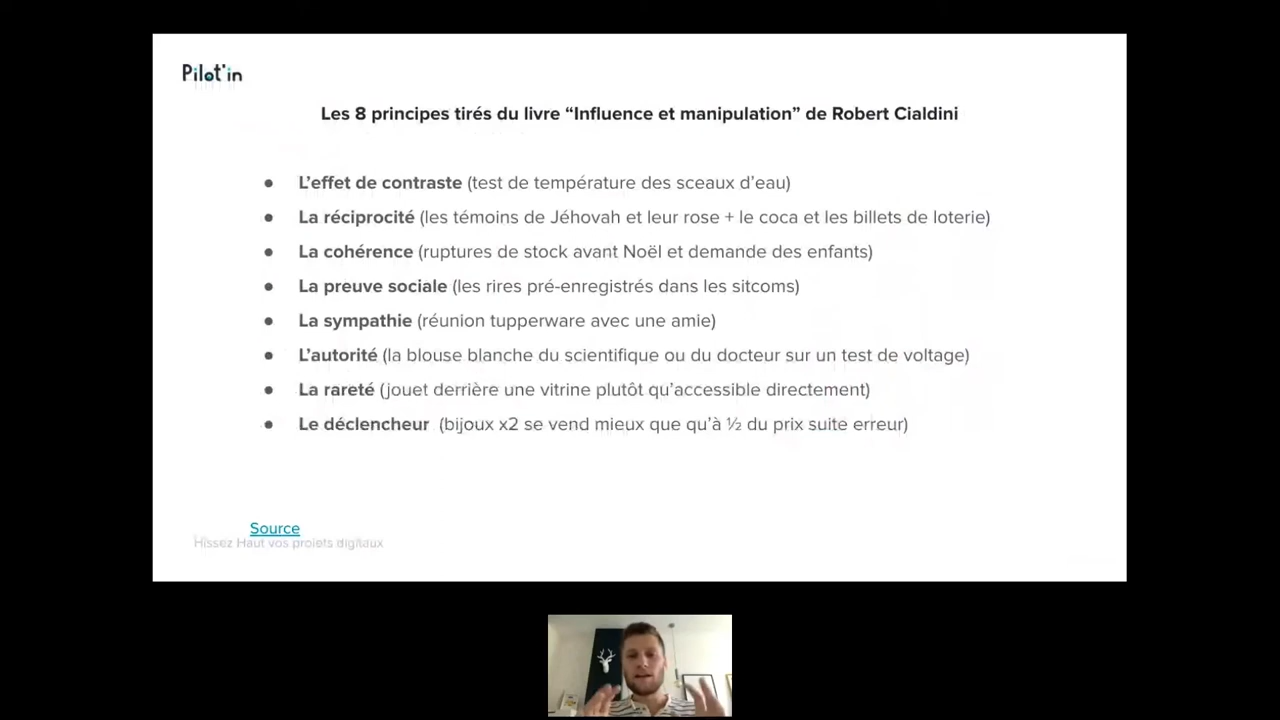 Pilot'in
Les 8 principes tirés du livre “Influence et manipulation” de Robert Cialdini
● L’effet de contraste (test de température des sceaux d’eau)
● La réciprocité (les témoins de Jéhovah et leur rose + le coca et les billets de loterie)
● La cohérence (ruptures de stock avant Noël et demande des enfants)
● La preuve sociale (les rires pré-enregistrés dans les sitcoms)
● La sympathie (réunion tupperware avec une amie)
● L’autorité (la blouse blanche du scientifique ou du docteur sur un test de voltage)
● La rareté (jouet derrière une vitrine plutôt qu’accessible directement)
● Le déclencheur (bijoux x2 se vend mieux que qu’à ½ du prix suite erreur)
Source
Hissez Haut vos projets digitaux